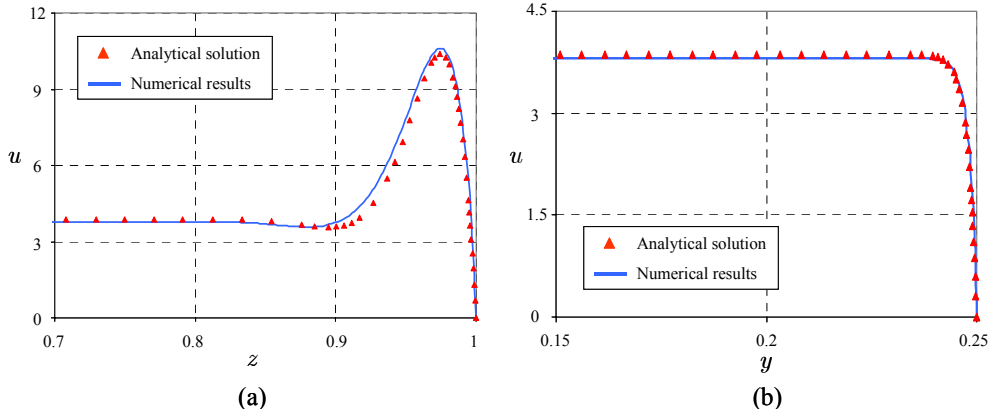 12
9
6
3
0
u
Analytical solution
Numerical results
0.7
0.8
0.9
1
z
(a)
4.5
3
1.5
0
u
Analytical solution
Numerical results
0.15
0.2
0.25
y
(b)